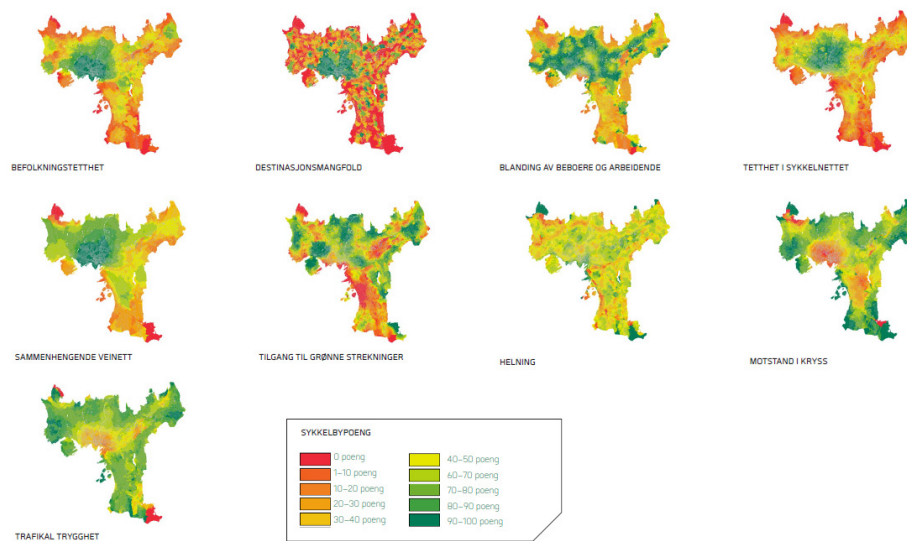 BEFOLKNINGSTETTHET
DESTINASJONSMANGFOLD
BLANDING AV BEBOERE OG ARBEIDENDE
TETTHET I SYKKELNETTET
SAMMENHENGENDE VEINETT
TILGANG TIL GRØNNE STREKNINGER
HELNING
MOTSTAND I KRYSS
TRAFIKAL TRYGGHET
SYKKELBYPOENG
0 poeng
1–10 poeng
10–20 poeng
20–30 poeng
30–40 poeng
40–50 poeng
60–70 poeng
70–80 poeng
80–90 poeng
90–100 poeng